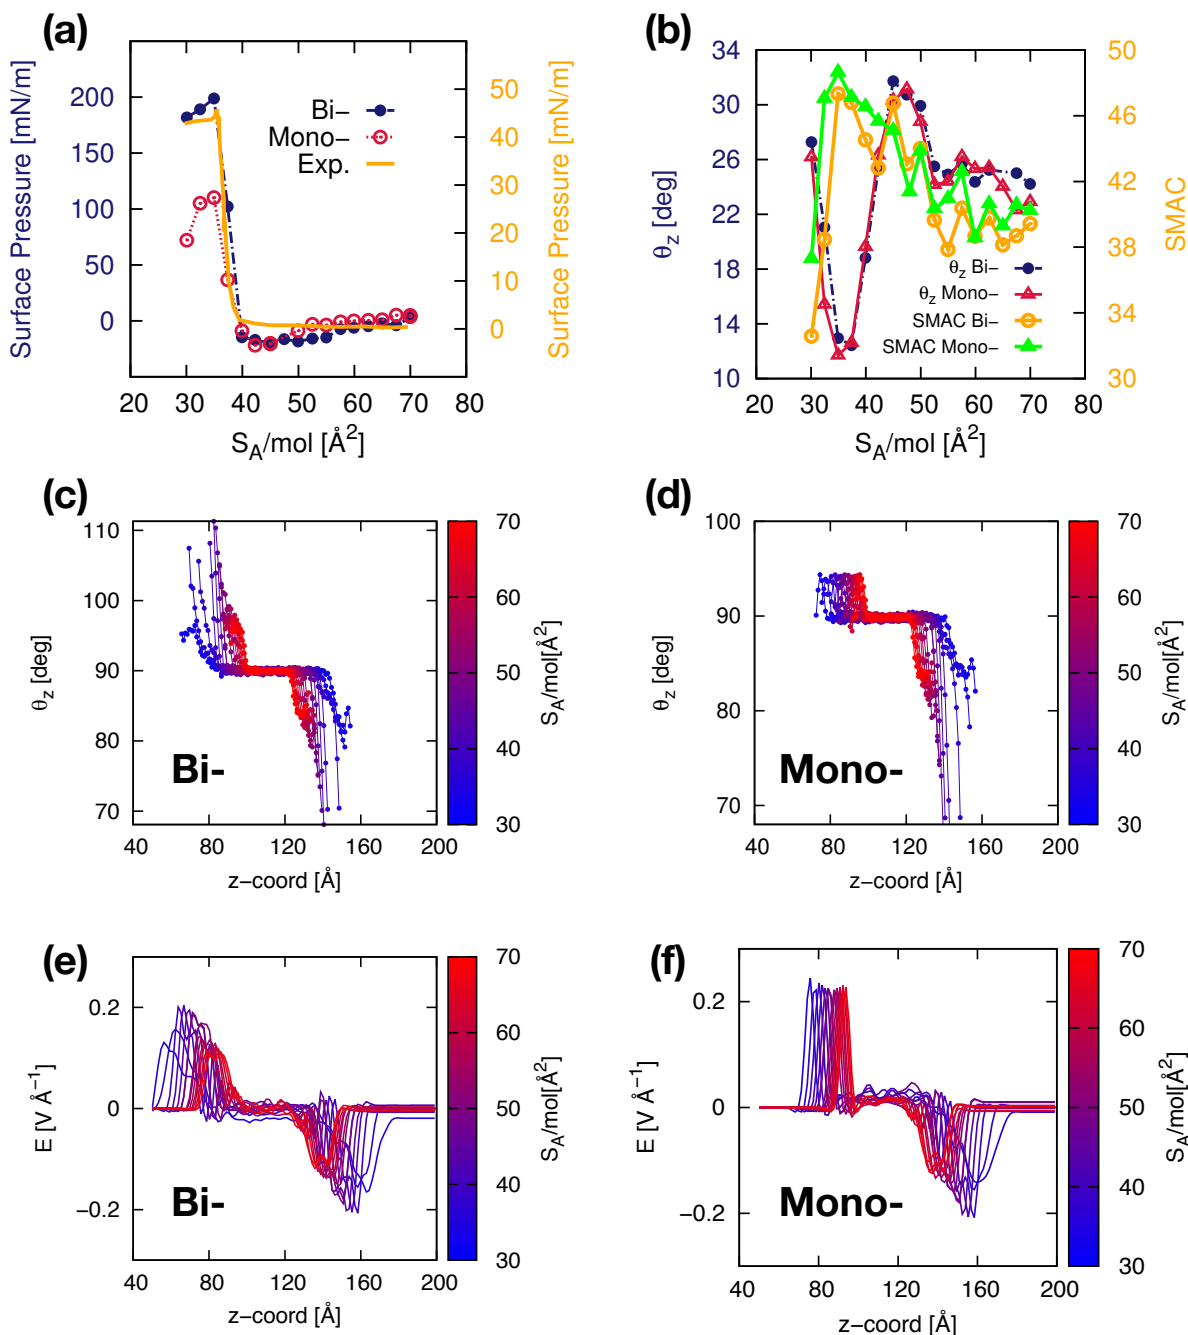 (a)
Surface Pressure [mN/m]
200
150
100
50
0
20 30 40 50 60 70 80
S_A/mol [Å²]
Bi−
Mono−
Exp.
50
40
30
20
10
0
Surface Pressure [mN/m]
(b)
θ_z [deg]
34
30
26
22
18
14
10
20 30 40 50 60 70 80
S_A/mol [Å²]
θ_z Bi−
θ_z Mono−
SMAC Bi−
SMAC Mono−
50
46
42
38
34
30
SMAC
(c)
θ_z [deg]
110
100
90
80
70
Bi-
40 80 120 160 200
z−coord [Å]
70
60
50
40
30
S_A/mol[Å²]
(d)
θ_z [deg]
100
90
80
70
Mono-
40 80 120 160 200
z−coord [Å]
70
60
50
40
30
S_A/mol[Å²]
(e)
E [V Å⁻¹]
0.2
0
−0.2
Bi-
40 80 120 160 200
z−coord [Å]
70
60
50
40
30
S_A/mol[Å²]
(f)
E [V Å⁻¹]
0.2
0
−0.2
Mono-
40 80 120 160 200
z−coord [Å]
70
60
50
40
30
S_A/mol[Å²]